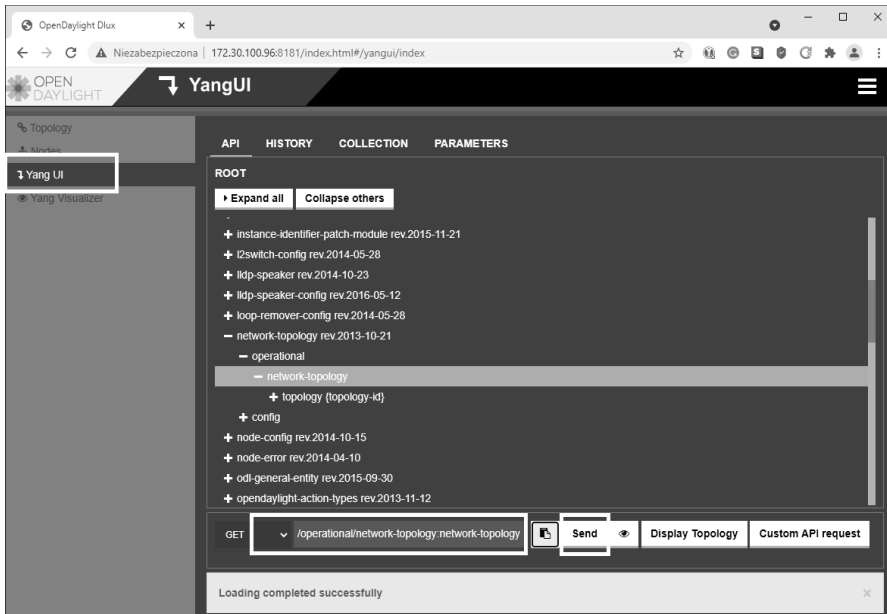 OpenDaylight Dlux
Niezabezpieczona | 172.30.100.96:8181/index.html#/yangui/index
OPEN
DAYLIGHT
YangUI
Topology
Nodes
Yang UI
Yang Visualizer
API HISTORY COLLECTION PARAMETERS
ROOT
Expand all Collapse others
+ instance-identifier-patch-module rev.2015-11-21
+ l2switch-config rev.2014-05-28
+ lldp-speaker rev.2014-10-23
+ lldp-speaker-config rev.2016-05-12
+ loop-remover-config rev.2014-05-28
− network-topology rev.2013-10-21
− operational
− network-topology
+ topology {topology-id}
+ config
+ node-config rev.2014-10-15
+ node-error rev.2014-04-10
+ odl-general-entity rev.2015-09-30
+ opendaylight-action-types rev.2013-11-12
GET /operational/network-topology:network-topology Send Display Topology Custom API request
Loading completed successfully